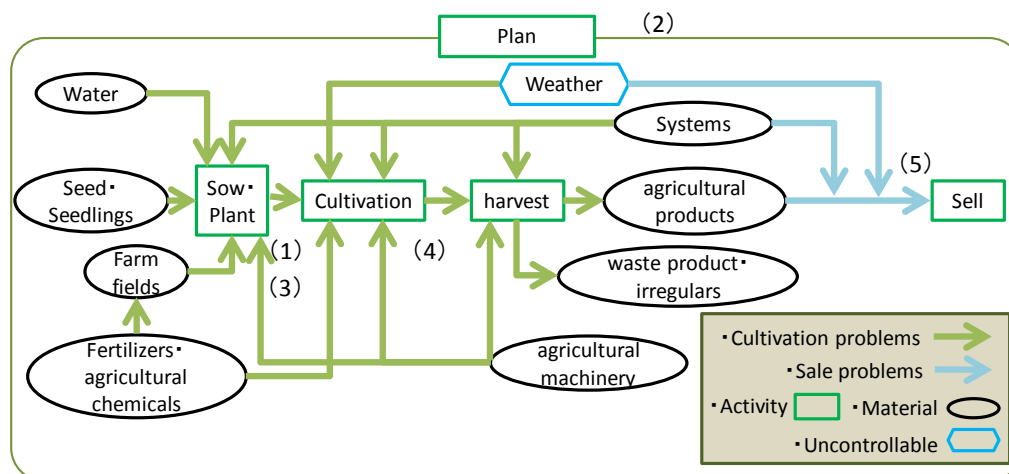 Plan
(2)
Weather
Water
Systems
(5)
Seed・
Seedlings
Sow・
Plant
Cultivation
harvest
agricultural
products
Sell
(1)
(4)
Farm
fields
(3)
waste product・
irregulars
Fertilizers・
agricultural
chemicals
agricultural
machinery
・Cultivation problems
・Sale problems
・Activity
・Material
・Uncontrollable